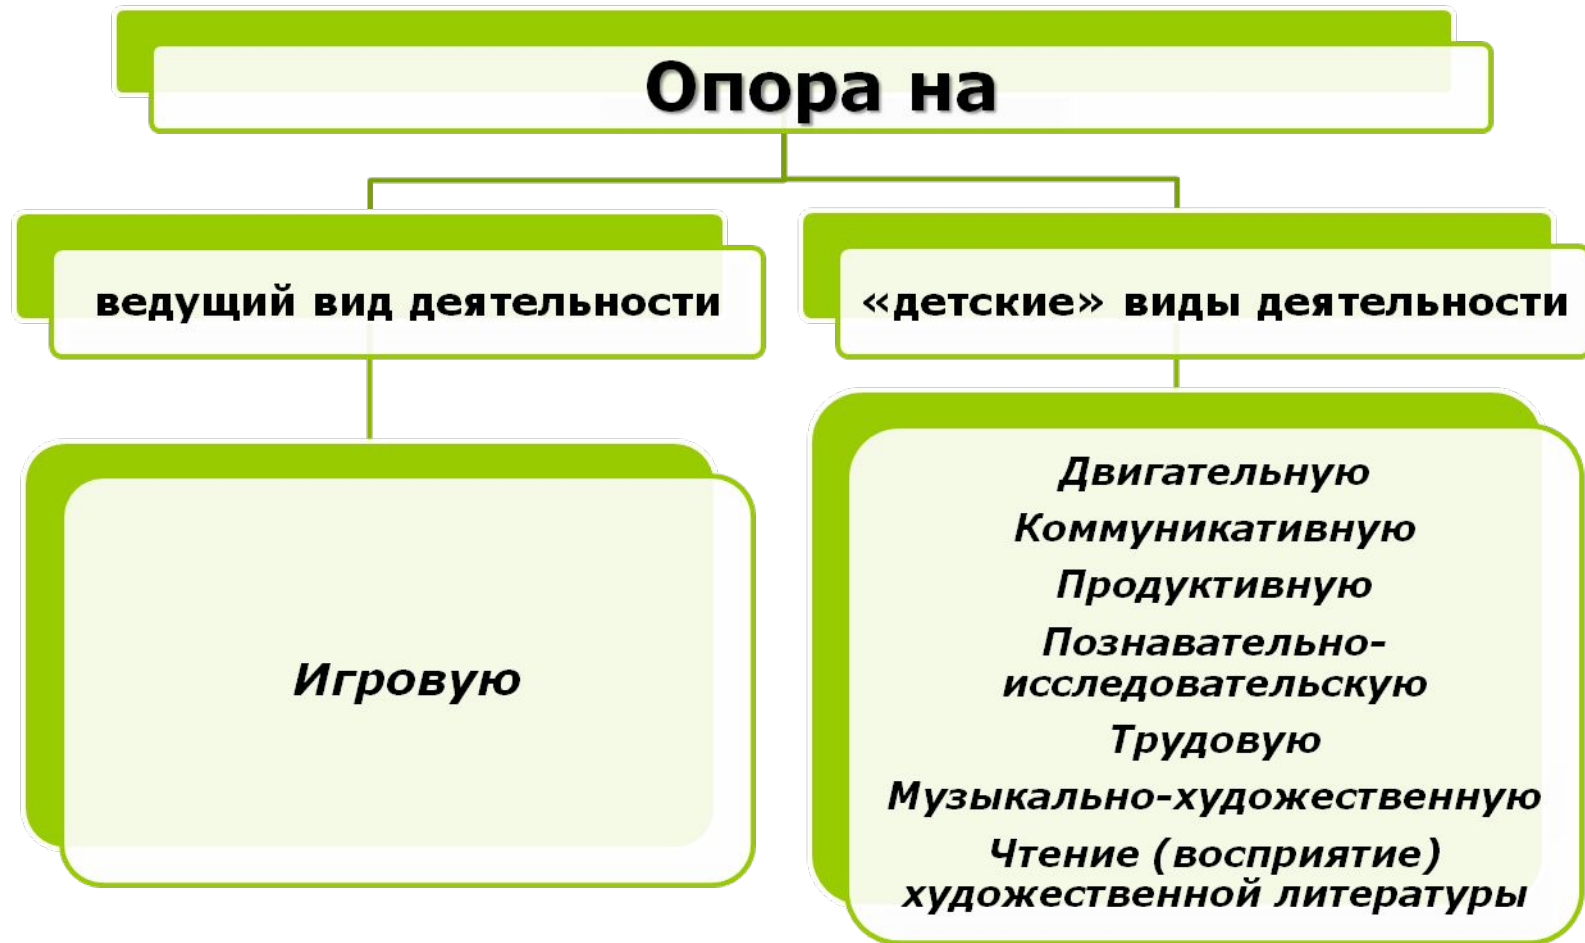 Опора на
ведущий вид деятельности
«детские» виды деятельности
Игровую
Двигательную
Коммуникативную
Продуктивную
Познавательно-
исследовательскую
Трудовую
Музыкально-художественную
Чтение (восприятие)
художественной литературы